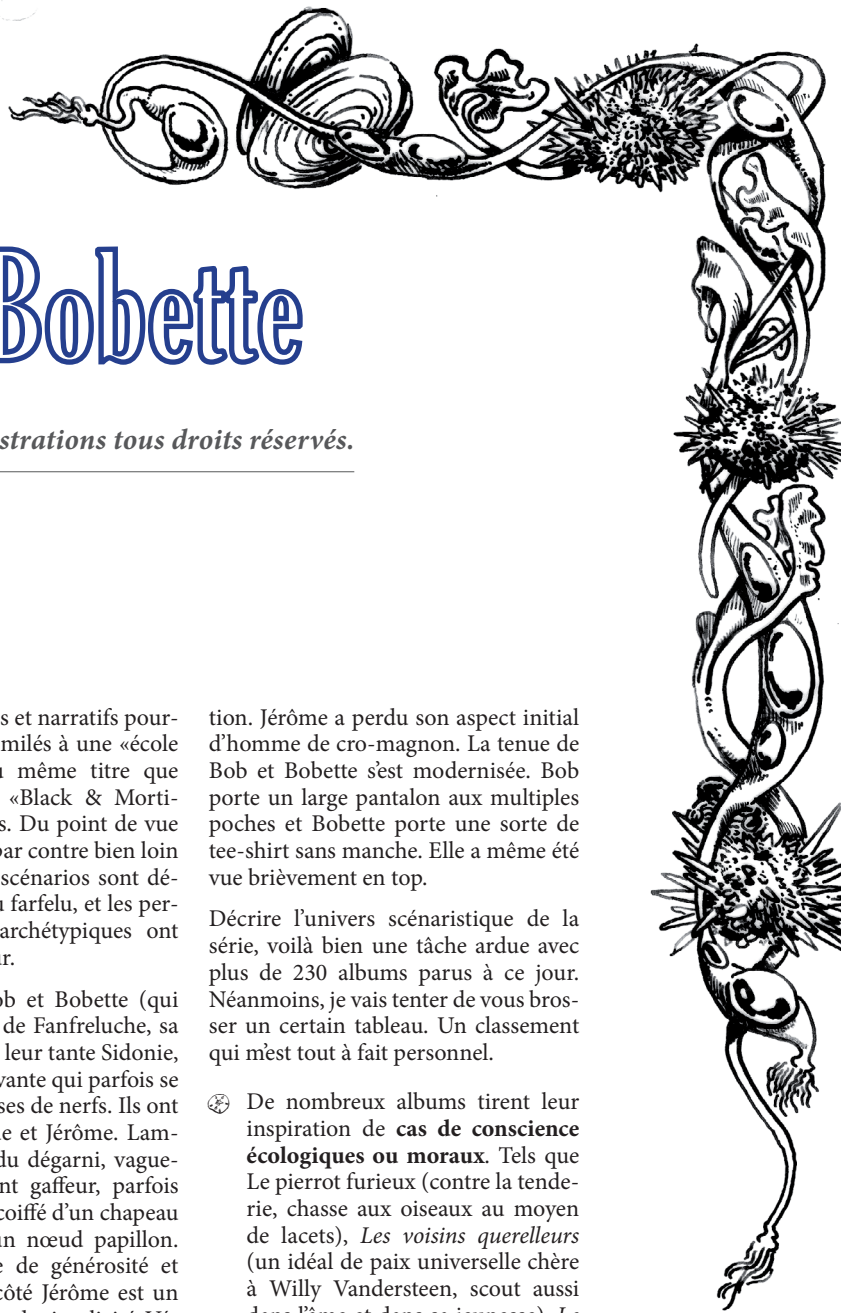 Bobette
strations tous droits réservés.
s et narratifs pour-
milés à une «école
même titre que
«Black & Morti-
s. Du point de vue
par contre bien loin
scénarios sont dé-
farfelu, et les per-
archétypiques ont
ur.
ob et Bobette (qui
de Fanfreluche, sa
leur tante Sidonie,
vante qui parfois se
ses de nerfs. Ils ont
ne et Jérôme. Lam-
du dégarni, vague-
nt gaffeur, parfois
coiffé d'un chapeau
un nœud papillon.
e de générosité et
côté Jérôme est un
tion. Jérôme a perdu son aspect initial
d'homme de cro-magnon. La tenue de
Bob et Bobette s'est modernisée. Bob
porte un large pantalon aux multiples
poches et Bobette porte une sorte de
tee-shirt sans manche. Elle a même été
vue brièvement en top.
Décrire l'univers scénaristique de la
série, voilà bien une tâche ardue avec
plus de 230 albums parus à ce jour.
Néanmoins, je vais tenter de vous bros-
ser un certain tableau. Un classement
qui m'est tout à fait personnel.
De nombreux albums tirent leur
inspiration de cas de conscience
écologiques ou moraux. Tels que
Le pierrot furieux (contre la tende-
rie, chasse aux oiseaux au moyen
de lacets), Les voisins querelleurs
(un idéal de paix universelle chère
à Willy Vandersteen, scout aussi
dans l'âme et dans sa jeunesse), Le